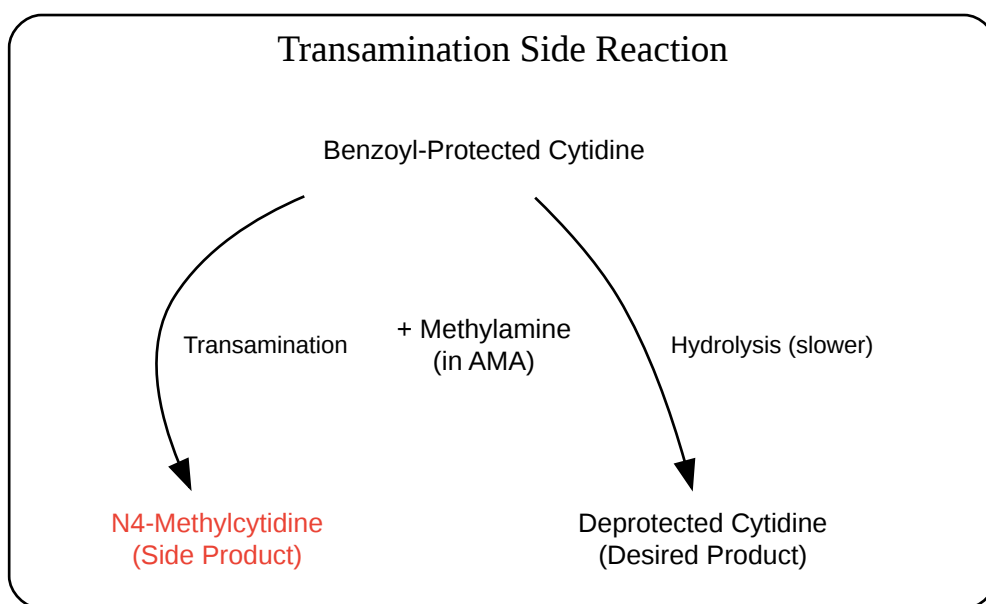 Transamination Side Reaction
Benzoyl-Protected Cytidine
Transamination
+ Methylamine
(in AMA)
Hydrolysis (slower)
N4-Methylcytidine
(Side Product)
Deprotected Cytidine
(Desired Product)